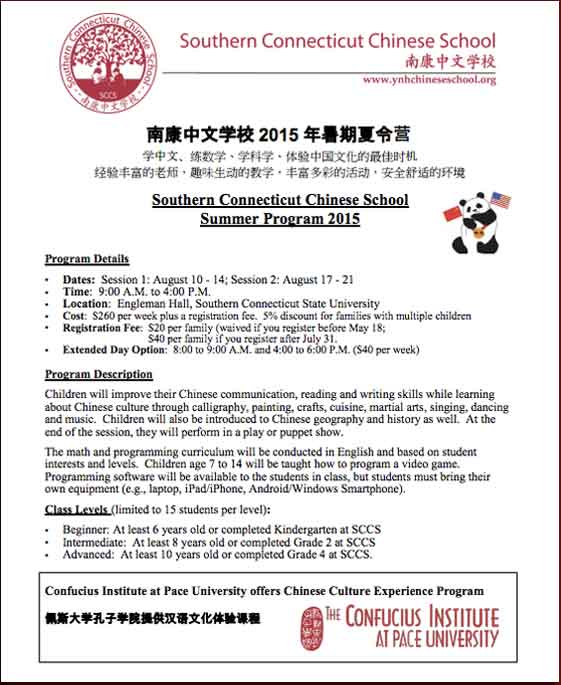 Southern Connecticut Chinese School
SCCS
南康中文学校
Southern Connecticut Chinese School
南康中文学校
www.ynhchineseschool.org
南康中文学校 2015 年暑期夏令营
学中文、练数学、学科学、体验中国文化的最佳时机
经验丰富的老师，趣味生动的教学，丰富多彩的活动，安全舒适的环境
Southern Connecticut Chinese School
Summer Program 2015
Program Details
• Dates: Session 1: August 10 - 14; Session 2: August 17 - 21
• Time: 9:00 A.M. to 4:00 P.M.
• Location: Engleman Hall, Southern Connecticut State University
• Cost: $260 per week plus a registration fee. 5% discount for families with multiple children
• Registration Fee: $20 per family (waived if you register before May 18;
$40 per family if you register after July 31.
• Extended Day Option: 8:00 to 9:00 A.M. and 4:00 to 6:00 P.M. ($40 per week)
Program Description
Children will improve their Chinese communication, reading and writing skills while learning
about Chinese culture through calligraphy, painting, crafts, cuisine, martial arts, singing, dancing
and music. Children will also be introduced to Chinese geography and history as well. At the
end of the session, they will perform in a play or puppet show.
The math and programming curriculum will be conducted in English and based on student
interests and levels. Children age 7 to 14 will be taught how to program a video game.
Programming software will be available to the students in class, but students must bring their
own equipment (e.g., laptop, iPad/iPhone, Android/Windows Smartphone).
Class Levels (limited to 15 students per level):
• Beginner: At least 6 years old or completed Kindergarten at SCCS
• Intermediate: At least 8 years old or completed Grade 2 at SCCS
• Advanced: At least 10 years old or completed Grade 4 at SCCS.
Confucius Institute at Pace University offers Chinese Culture Experience Program
佩斯大学孔子学院提供汉语文化体验课程
THE CONFUCIUS INSTITUTE
AT PACE UNIVERSITY